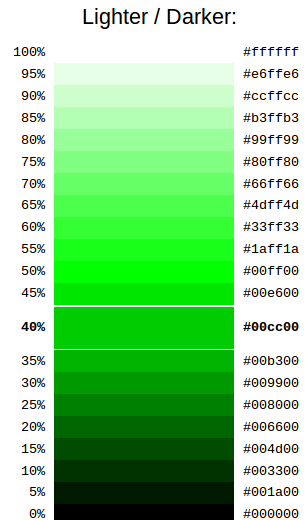 Lighter / Darker:
100% #ffffff
95% #e6ffe6
90% #ccffcc
85% #b3ffb3
80% #99ff99
75% #80ff80
70% #66ff66
65% #4dff4d
60% #33ff33
55% #1aff1a
50% #00ff00
45% #00e600
40% #00cc00
35% #00b300
30% #009900
25% #008000
20% #006600
15% #004d00
10% #003300
5% #001a00
0% #000000